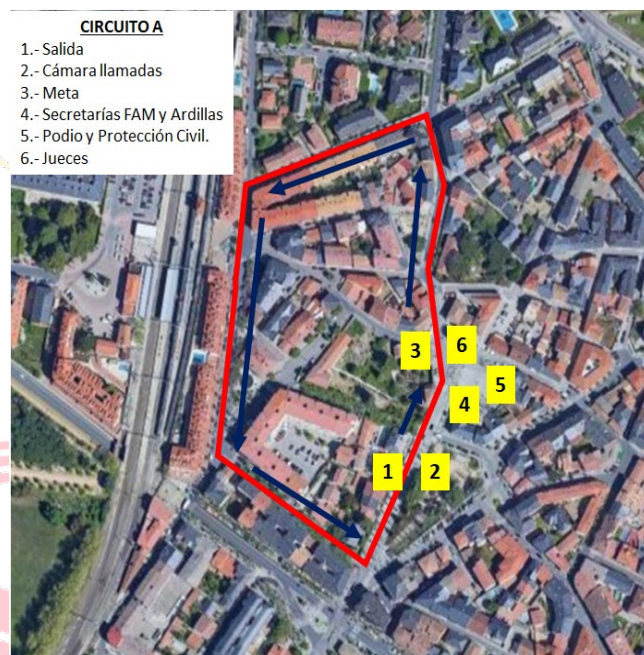 CIRCUITO A
1.- Salida
2.- Cámara llamadas
3.- Meta
4.- Secretarías FAM y Ardillas
5.- Podio y Protección Civil.
6.- Jueces
3
6
5
4
1
2